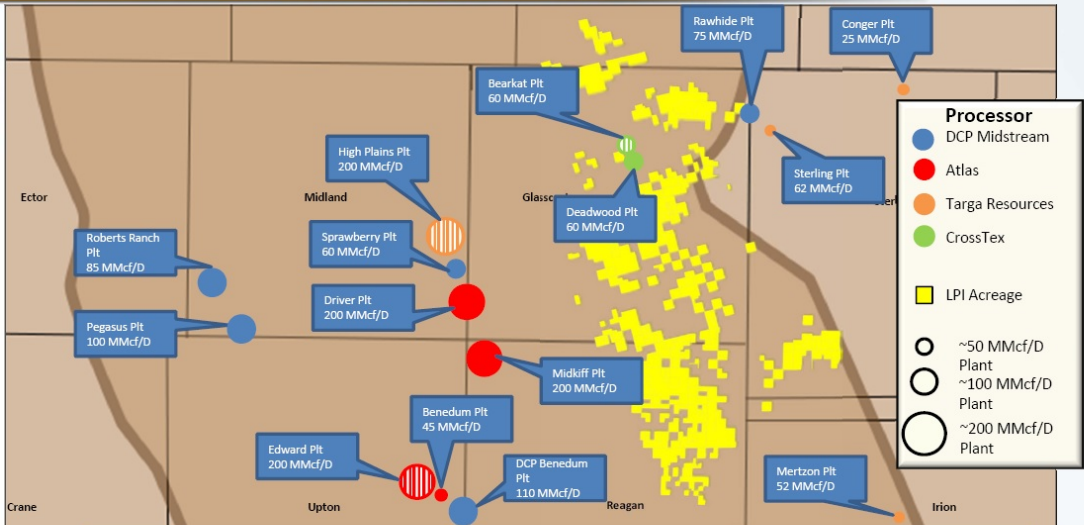 Rawhide Plt
75 MMcf/D
Conger Plt
25 MMcf/D
Bearkat Plt
60 MMcf/D
High Plains Plt
200 MMcf/D
Sterling Plt
62 MMcf/D
Ector
Midland
Deadwood Plt
60 MMcf/D
Roberts Ranch
Plt
85 MMcf/D
Sprawberry Plt
60 MMcf/D
Driver Plt
200 MMcf/D
Pegasus Plt
100 MMcf/D
Midkiff Plt
200 MMcf/D
Benedum Plt
45 MMcf/D
Edward Plt
200 MMcf/D
DCP Benedum
Plt
110 MMcf/D
Mertzon Plt
52 MMcf/D
Crane
Upton
Reagan
Irion
Processor
DCP Midstream
Atlas
Targa Resources
CrossTex
LPI Acreage
~50 MMcf/D
Plant
~100 MMcf/D
Plant
~200 MMcf/D
Plant